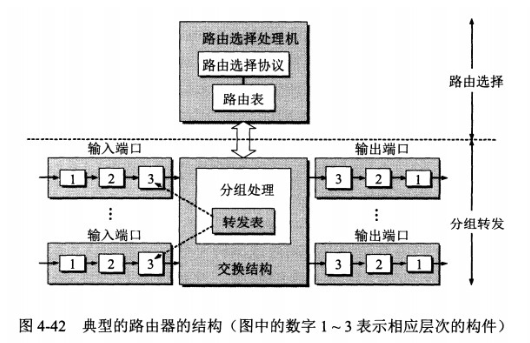 路由选择处理机
路由选择协议
路由表
路由选择
输入端口
输出端口
1 2 3
3 2 1
分组处理
转发表
交换结构
分组转发
输入端口
输出端口
1 2 3
3 2 1
图 4-42 典型的路由器的结构（图中的数字 1~3 表示相应层次的构件）